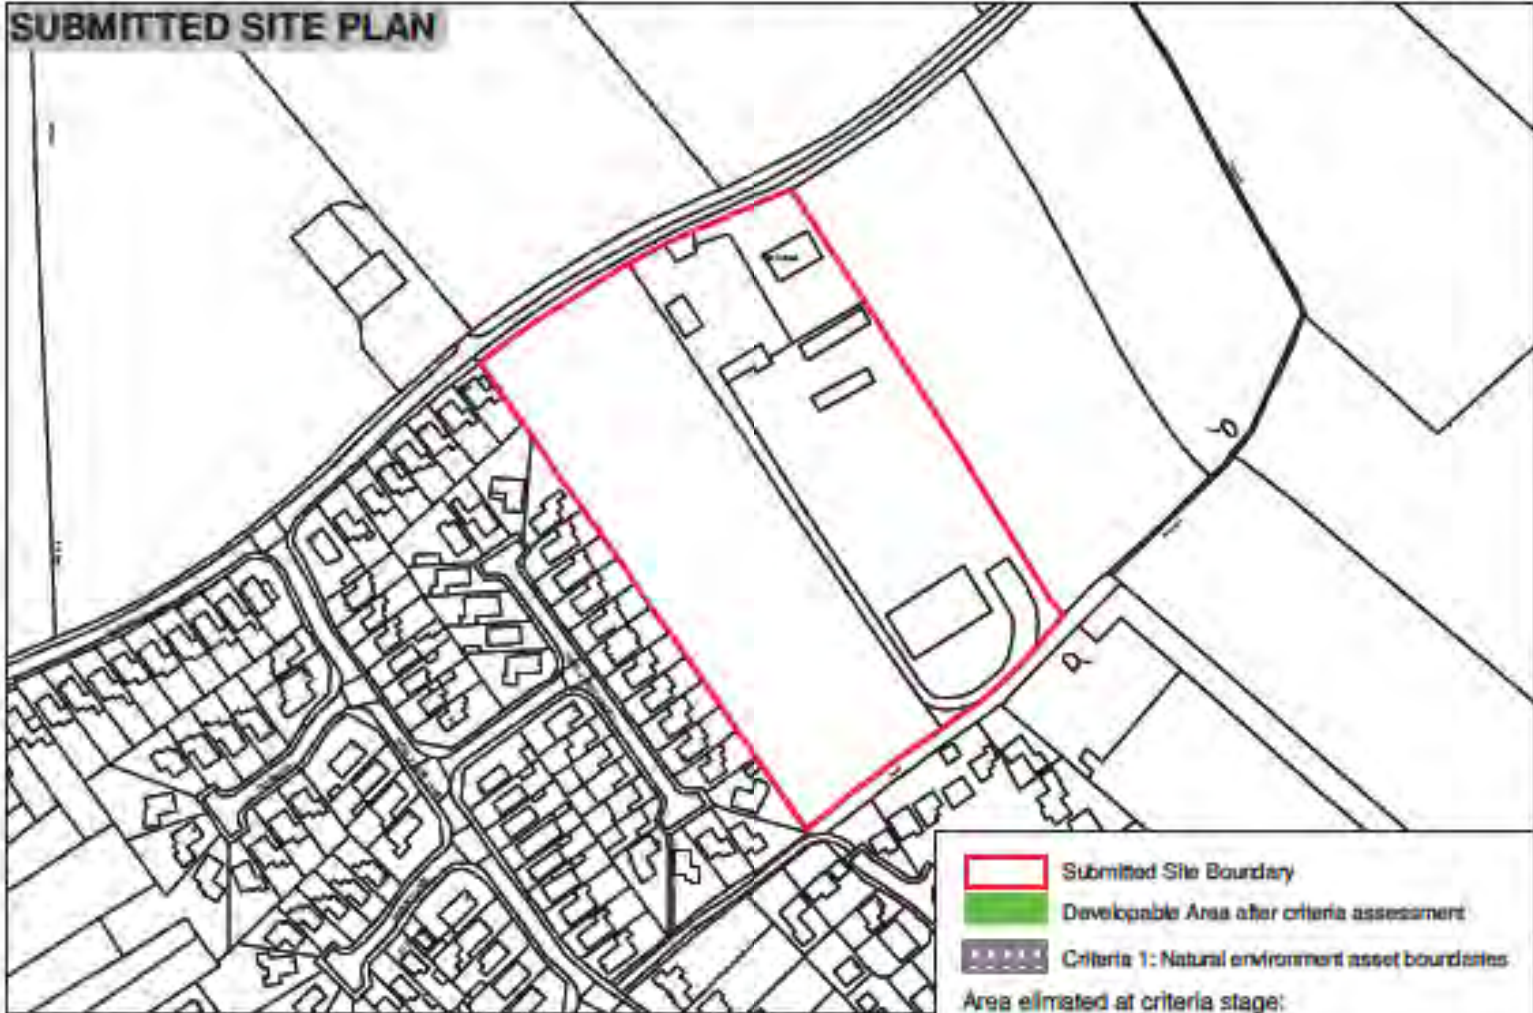 SUBMITTED SITE PLAN
Submitted Site Boundary
Developable Area after criteria assessment
Criteria 1: Natural environment asset boundaries
Area elimated at criteria stage: